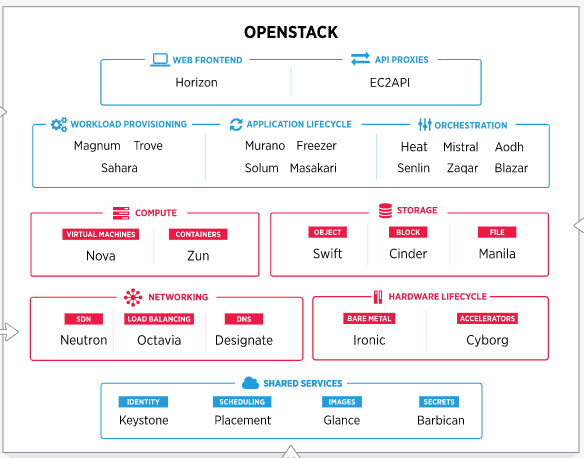 OPENSTACK
WEB FRONTEND
Horizon
API PROXIES
EC2API
WORKLOAD PROVISIONING
Magnum Trove
Sahara
APPLICATION LIFECYCLE
Murano Freezer
Solum Masakari
ORCHESTRATION
Heat Mistral Aodh
Senlin Zaqar Blazar
COMPUTE
VIRTUAL MACHINES
Nova
CONTAINERS
Zun
STORAGE
OBJECT
Swift
BLOCK
Cinder
FILE
Manila
NETWORKING
SDN
Neutron
LOAD BALANCING
Octavia
DNS
Designate
HARDWARE LIFECYCLE
BARE METAL
Ironic
ACCELERATORS
Cyborg
SHARED SERVICES
IDENTITY
Keystone
SCHEDULING
Placement
IMAGES
Glance
SECRETS
Barbican